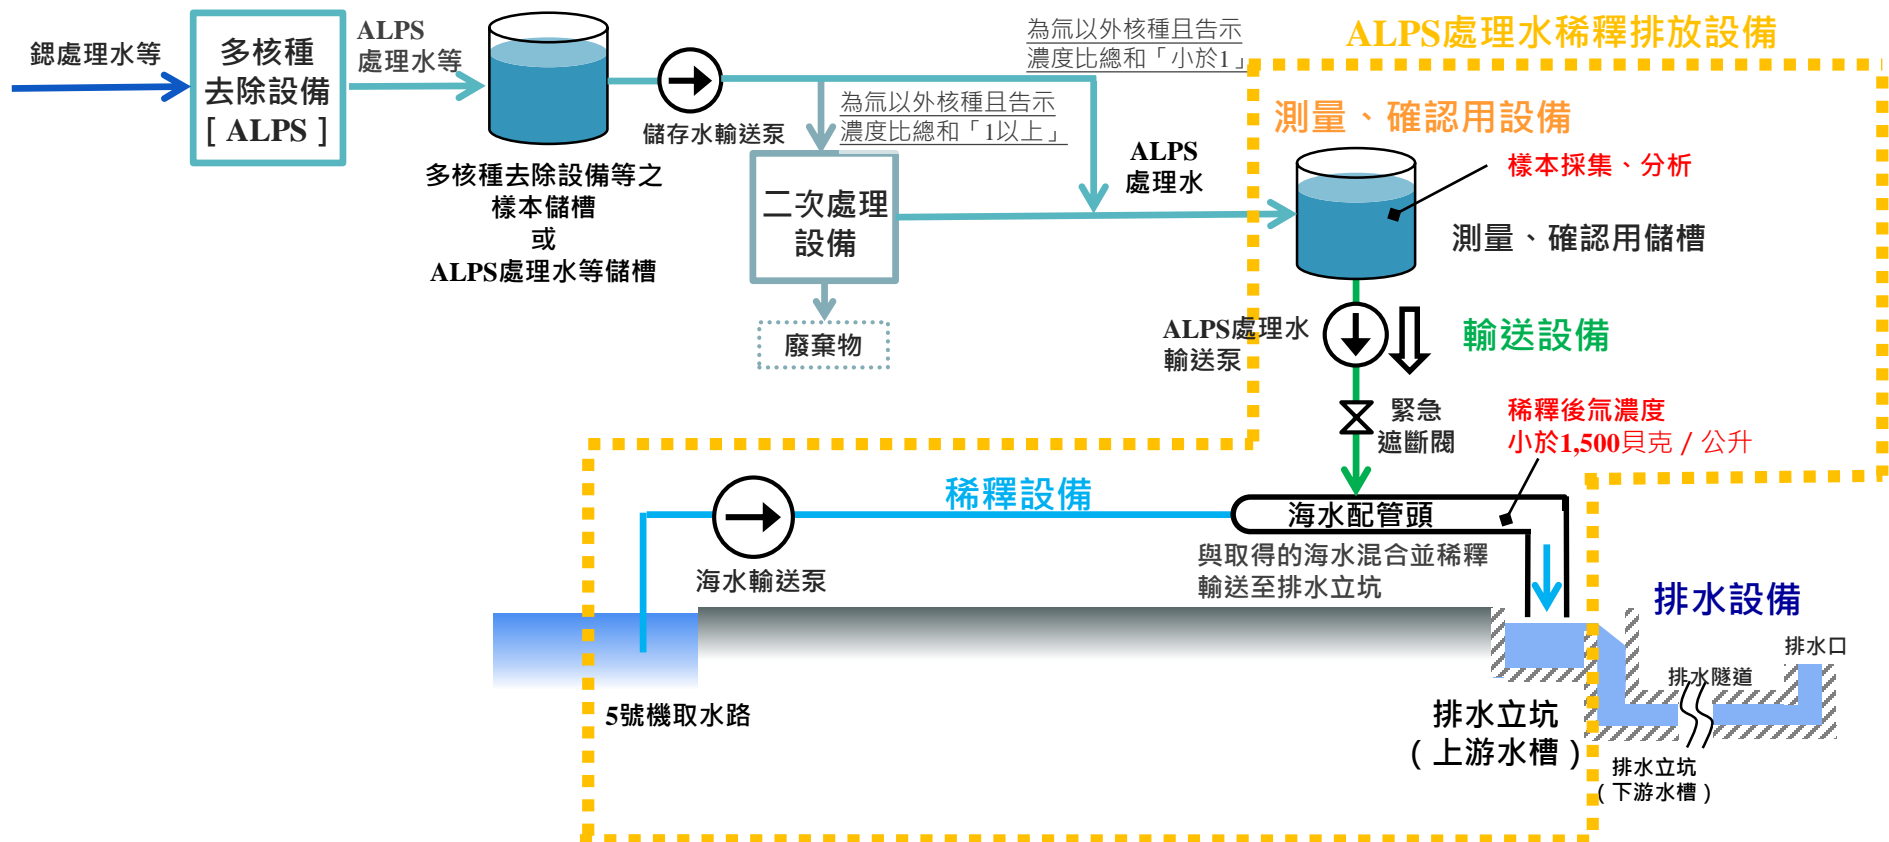 鍶處理水等
多核種
去除設備
[ ALPS ]
ALPS
處理水等
多核種去除設備等之
樣本儲槽
或
ALPS處理水等儲槽
儲存水輸送泵
為氚以外核種且告示
濃度比總和「小於1」
為氚以外核種且告示
濃度比總和「1以上」
二次處理
設備
廢棄物
ALPS
處理水
ALPS處理水稀釋排放設備
測量、確認用設備
樣本採集、分析
測量、確認用儲槽
ALPS處理水
輸送泵
輸送設備
緊急
遮斷閥
稀釋後氚濃度
小於1,500貝克／公升
稀釋設備
海水輸送泵
海水配管頭
與取得的海水混合並稀釋
輸送至排水立坑
5號機取水路
排水立坑
（上游水槽）
排水設備
排水口
排水隧道
排水立坑
（下游水槽）